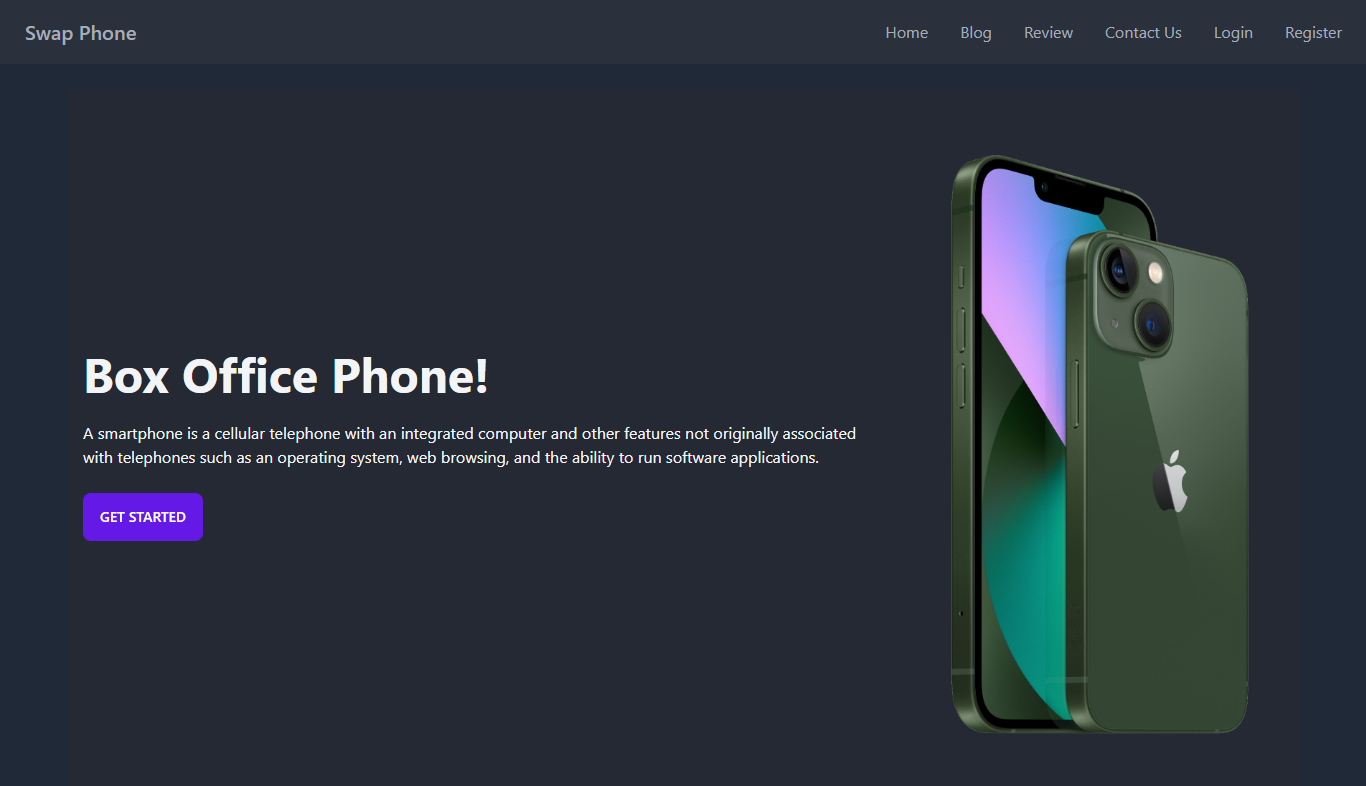 Swap Phone
Home Blog Review Contact Us Login Register
Box Office Phone!
A smartphone is a cellular telephone with an integrated computer and other features not originally associated
with telephones such as an operating system, web browsing, and the ability to run software applications.
GET STARTED